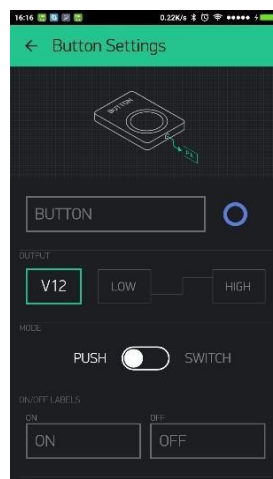 16:16 0.22K/s
← Button Settings
BUTTON
BUTTON
OUTPUT
V12 LOW HIGH
MODE
PUSH SWITCH
ON/OFF LABELS
ON OFF
ON OFF